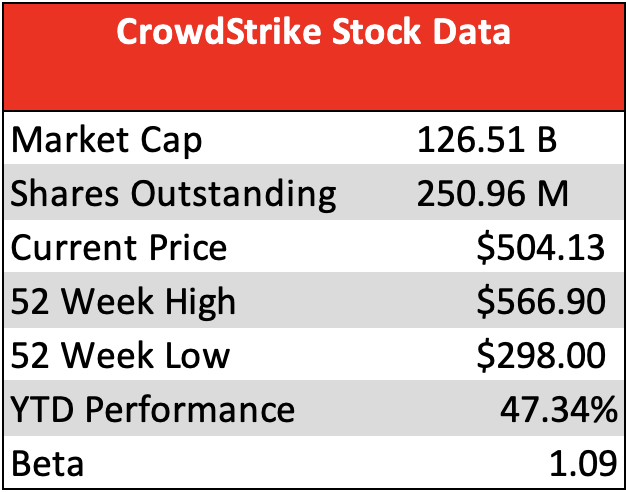 CrowdStrike Stock Data
Market Cap 126.51 B
Shares Outstanding 250.96 M
Current Price $504.13
52 Week High $566.90
52 Week Low $298.00
YTD Performance 47.34%
Beta 1.09